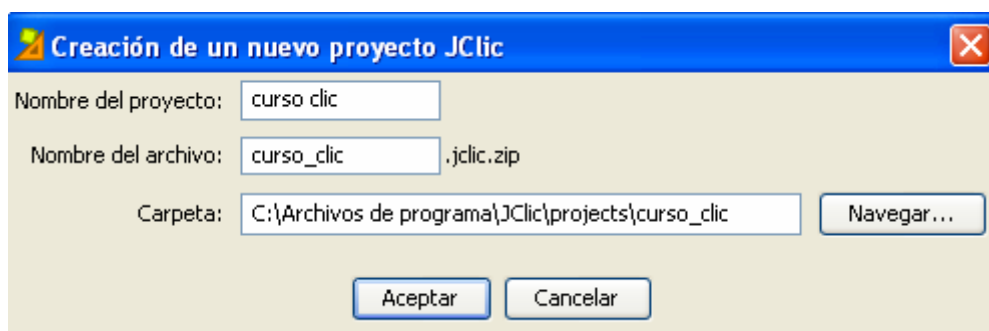 Creación de un nuevo proyecto JClic
Nombre del proyecto: curso clic
Nombre del archivo: curso_clic .jclic.zip
Carpeta: C:\Archivos de programa\JClic\projects\curso_clic Navegar...
Aceptar Cancelar